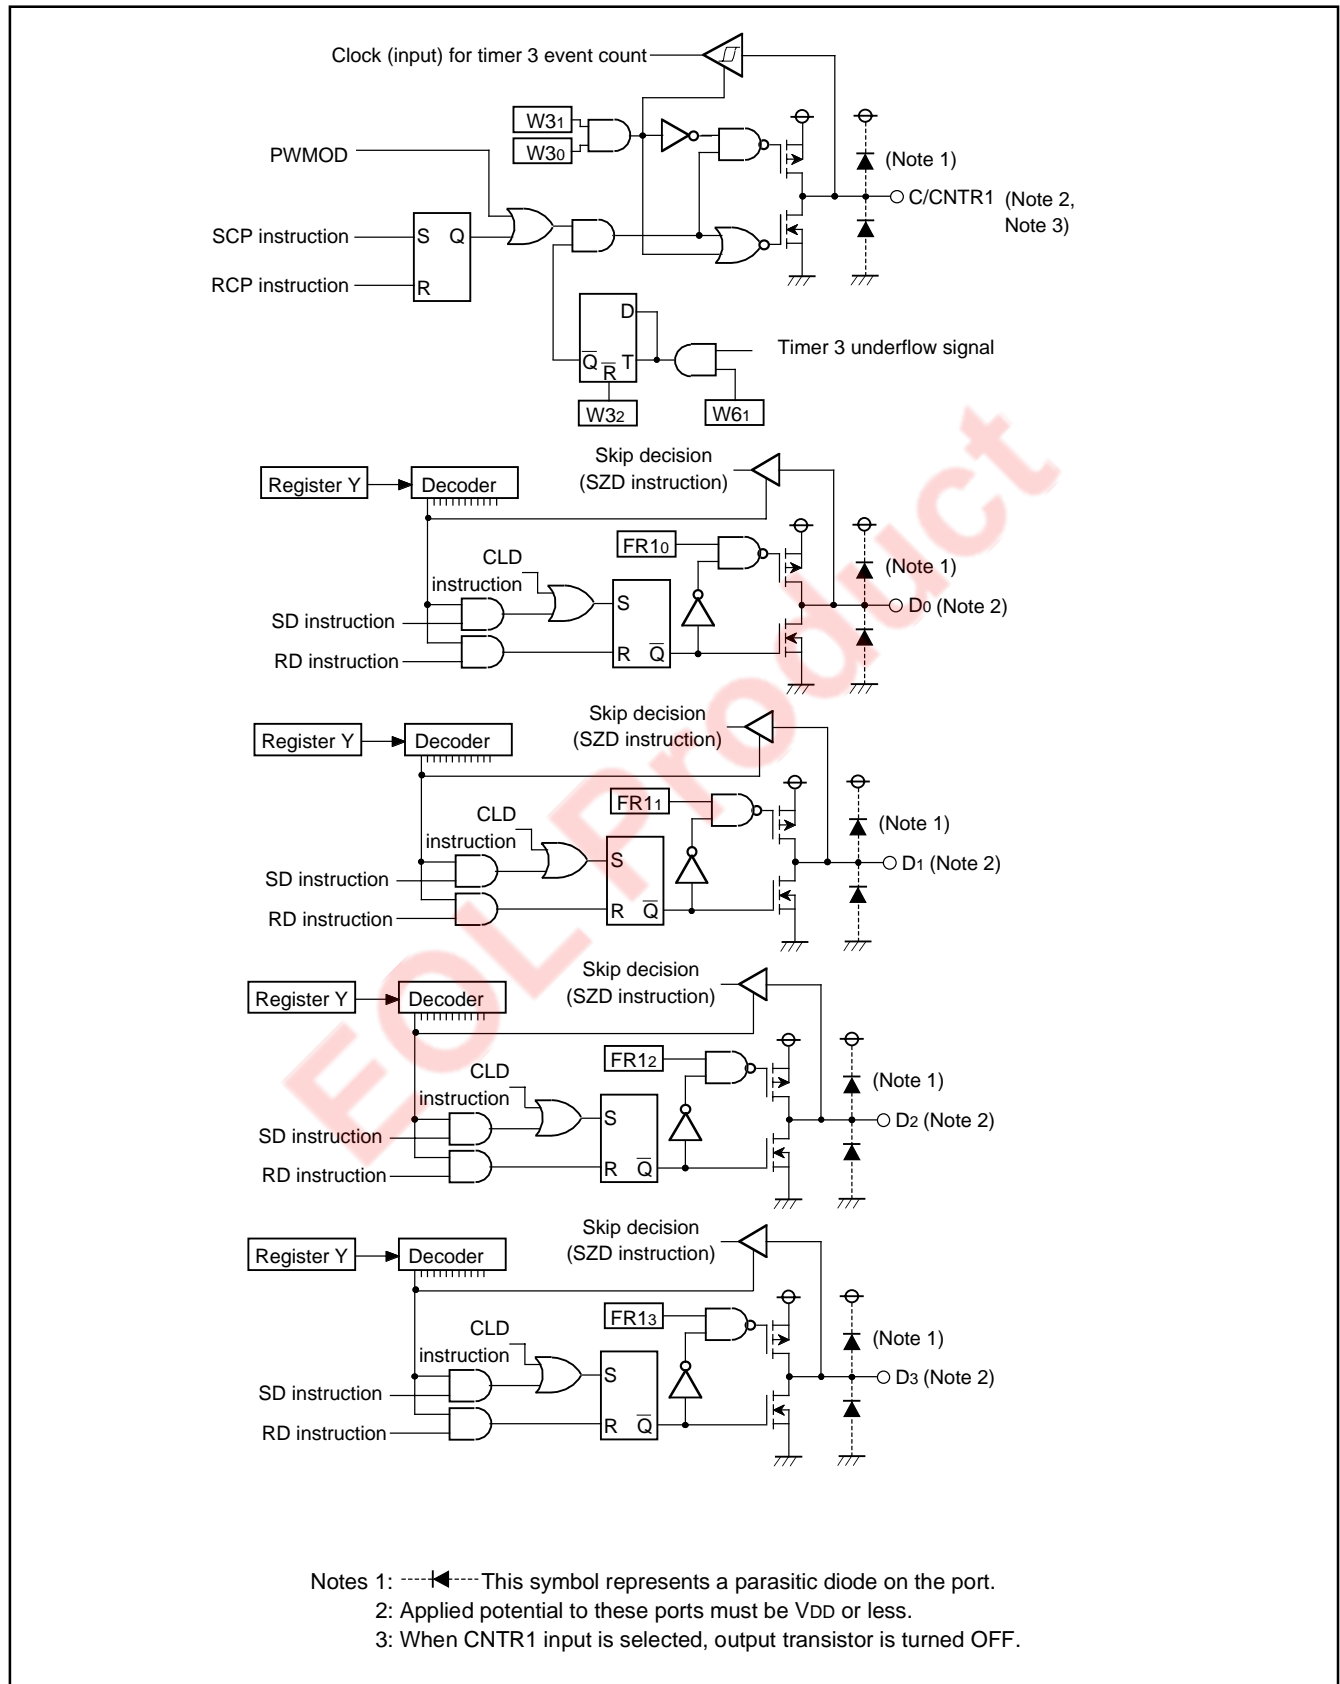 Clock (input) for timer 3 event count
W31
W30
PWMOD
(Note 1)
C/CNTR1 (Note 2, Note 3)
SCP instruction
S Q
RCP instruction
R
D
Q R T
Timer 3 underflow signal
W32
W61
Skip decision
(SZD instruction)
Register Y
Decoder
FR10
CLD
instruction
(Note 1)
S
D0 (Note 2)
SD instruction
RD instruction
R Q
Skip decision
(SZD instruction)
Register Y
Decoder
FR11
CLD
instruction
(Note 1)
S
D1 (Note 2)
SD instruction
RD instruction
R Q
Skip decision
(SZD instruction)
Register Y
Decoder
FR12
CLD
instruction
(Note 1)
S
D2 (Note 2)
SD instruction
RD instruction
R Q
Skip decision
(SZD instruction)
Register Y
Decoder
FR13
CLD
instruction
(Note 1)
S
D3 (Note 2)
SD instruction
RD instruction
R Q
EOL Product
Notes 1: This symbol represents a parasitic diode on the port.
2: Applied potential to these ports must be VDD or less.
3: When CNTR1 input is selected, output transistor is turned OFF.